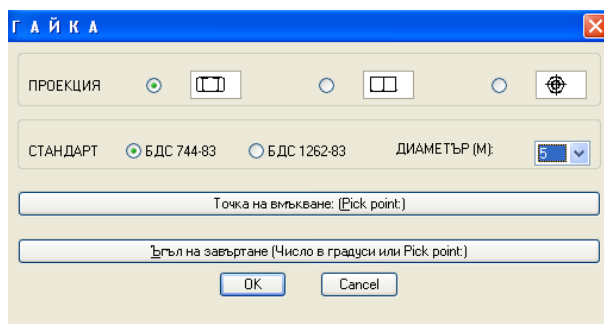 ГАЙКА
ПРОЕКЦИЯ
СТАНДАРТ БДС 744-83 БДС 1262-83 ДИАМЕТЪР (M): 5
Точка на вмъкване: (Pick point:)
Ъгъл на завъртане (Число в градуси или Pick point:)
OK Cancel